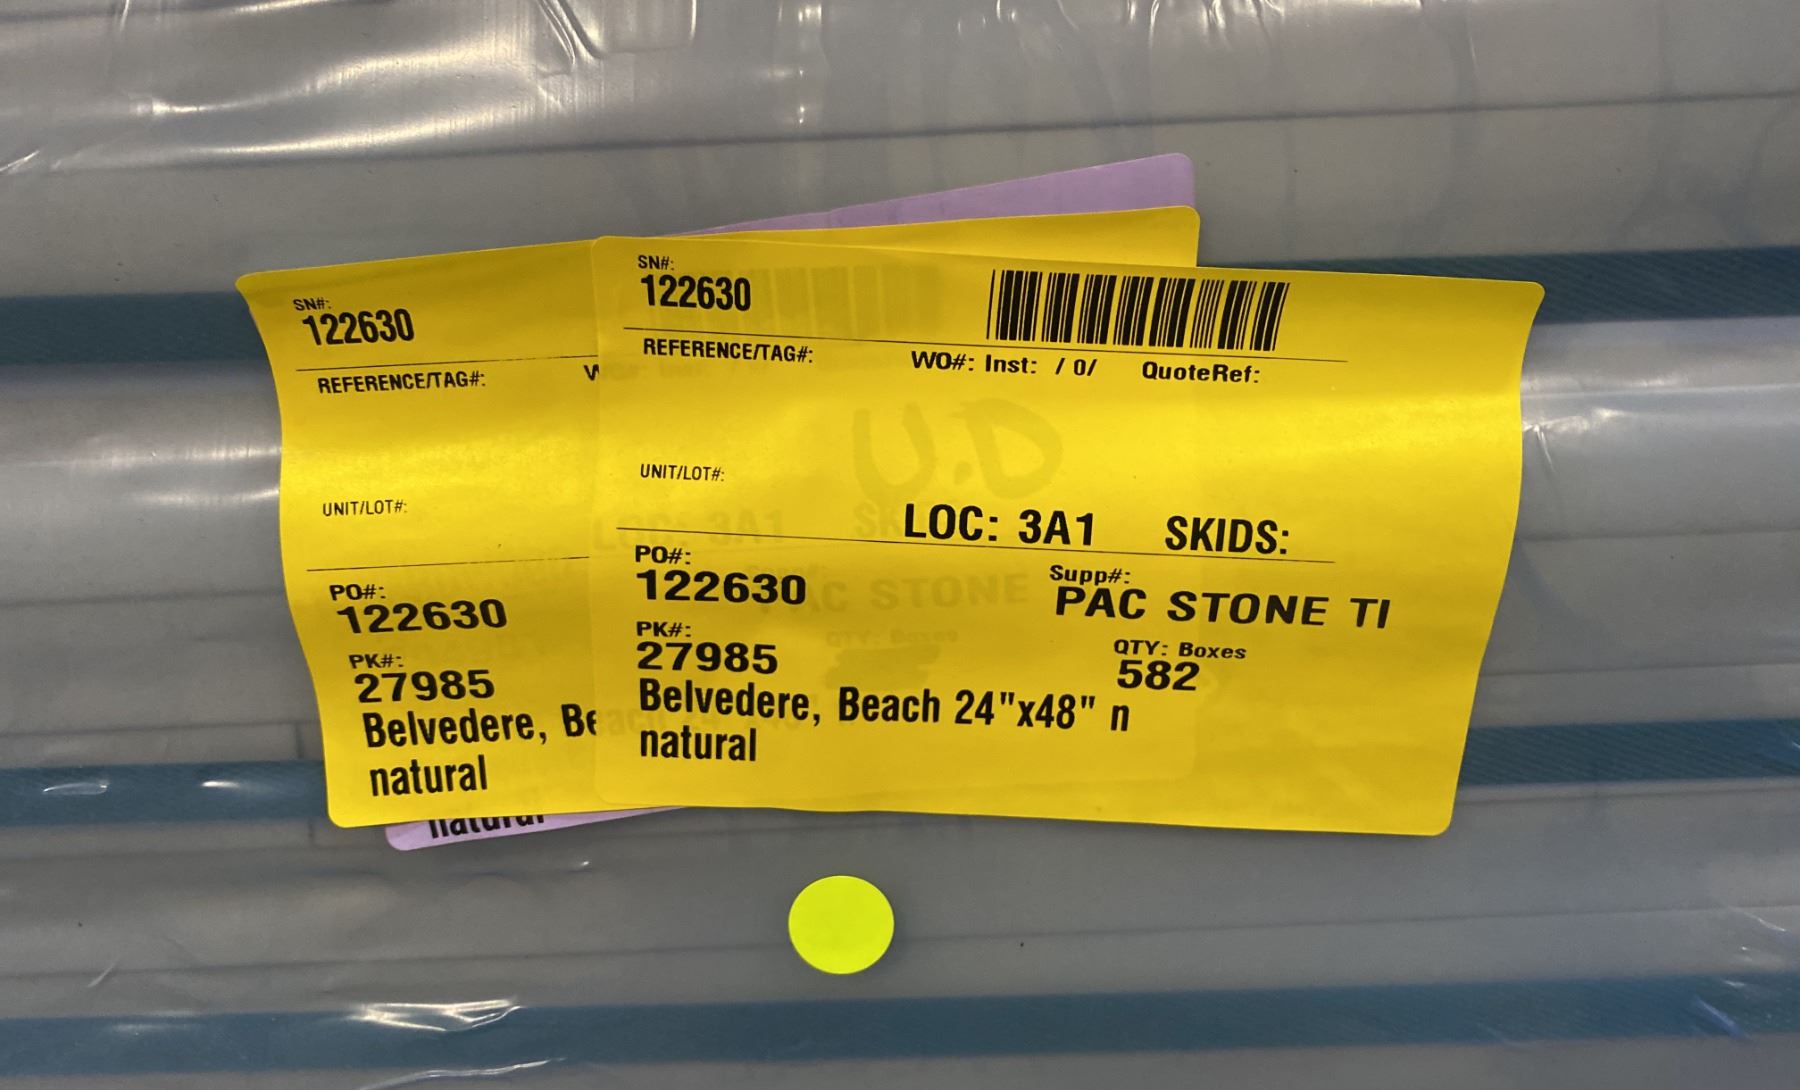 SN#:
122630
REFERENCE/TAG#:
UNIT/LOT#:
PO#:
122630
PK#:
27985
Belvedere, Be
natural
natural
SN#:
122630
REFERENCE/TAG#:
WO#: Inst: / 0/ QuoteRef:
U.D
UNIT/LOT#:
LOC: 3A1 SKIDS:
PO#:
122630
Supp#:
PAC STONE TI
PK#:
27985
QTY: Boxes
582
Belvedere, Beach 24"x48" n
natural